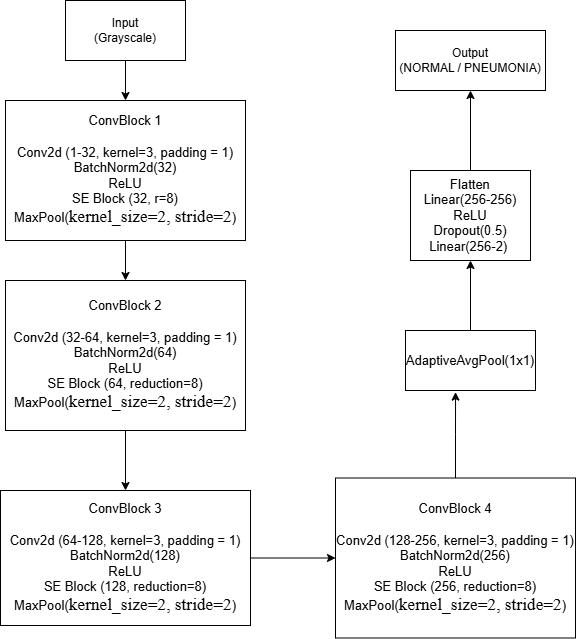 Input
(Grayscale)
ConvBlock 1
Conv2d (1-32, kernel=3, padding = 1)
BatchNorm2d(32)
ReLU
SE Block (32, r=8)
MaxPool(kernel_size=2, stride=2)
ConvBlock 2
Conv2d (32-64, kernel=3, padding = 1)
BatchNorm2d(64)
ReLU
SE Block (64, reduction=8)
MaxPool(kernel_size=2, stride=2)
ConvBlock 3
Conv2d (64-128, kernel=3, padding = 1)
BatchNorm2d(128)
ReLU
SE Block (128, reduction=8)
MaxPool(kernel_size=2, stride=2)
ConvBlock 4
Conv2d (128-256, kernel=3, padding = 1)
BatchNorm2d(256)
ReLU
SE Block (256, reduction=8)
MaxPool(kernel_size=2, stride=2)
AdaptiveAvgPool(1x1)
Flatten
Linear(256-256)
ReLU
Dropout(0.5)
Linear(256-2)
Output
(NORMAL / PNEUMONIA)